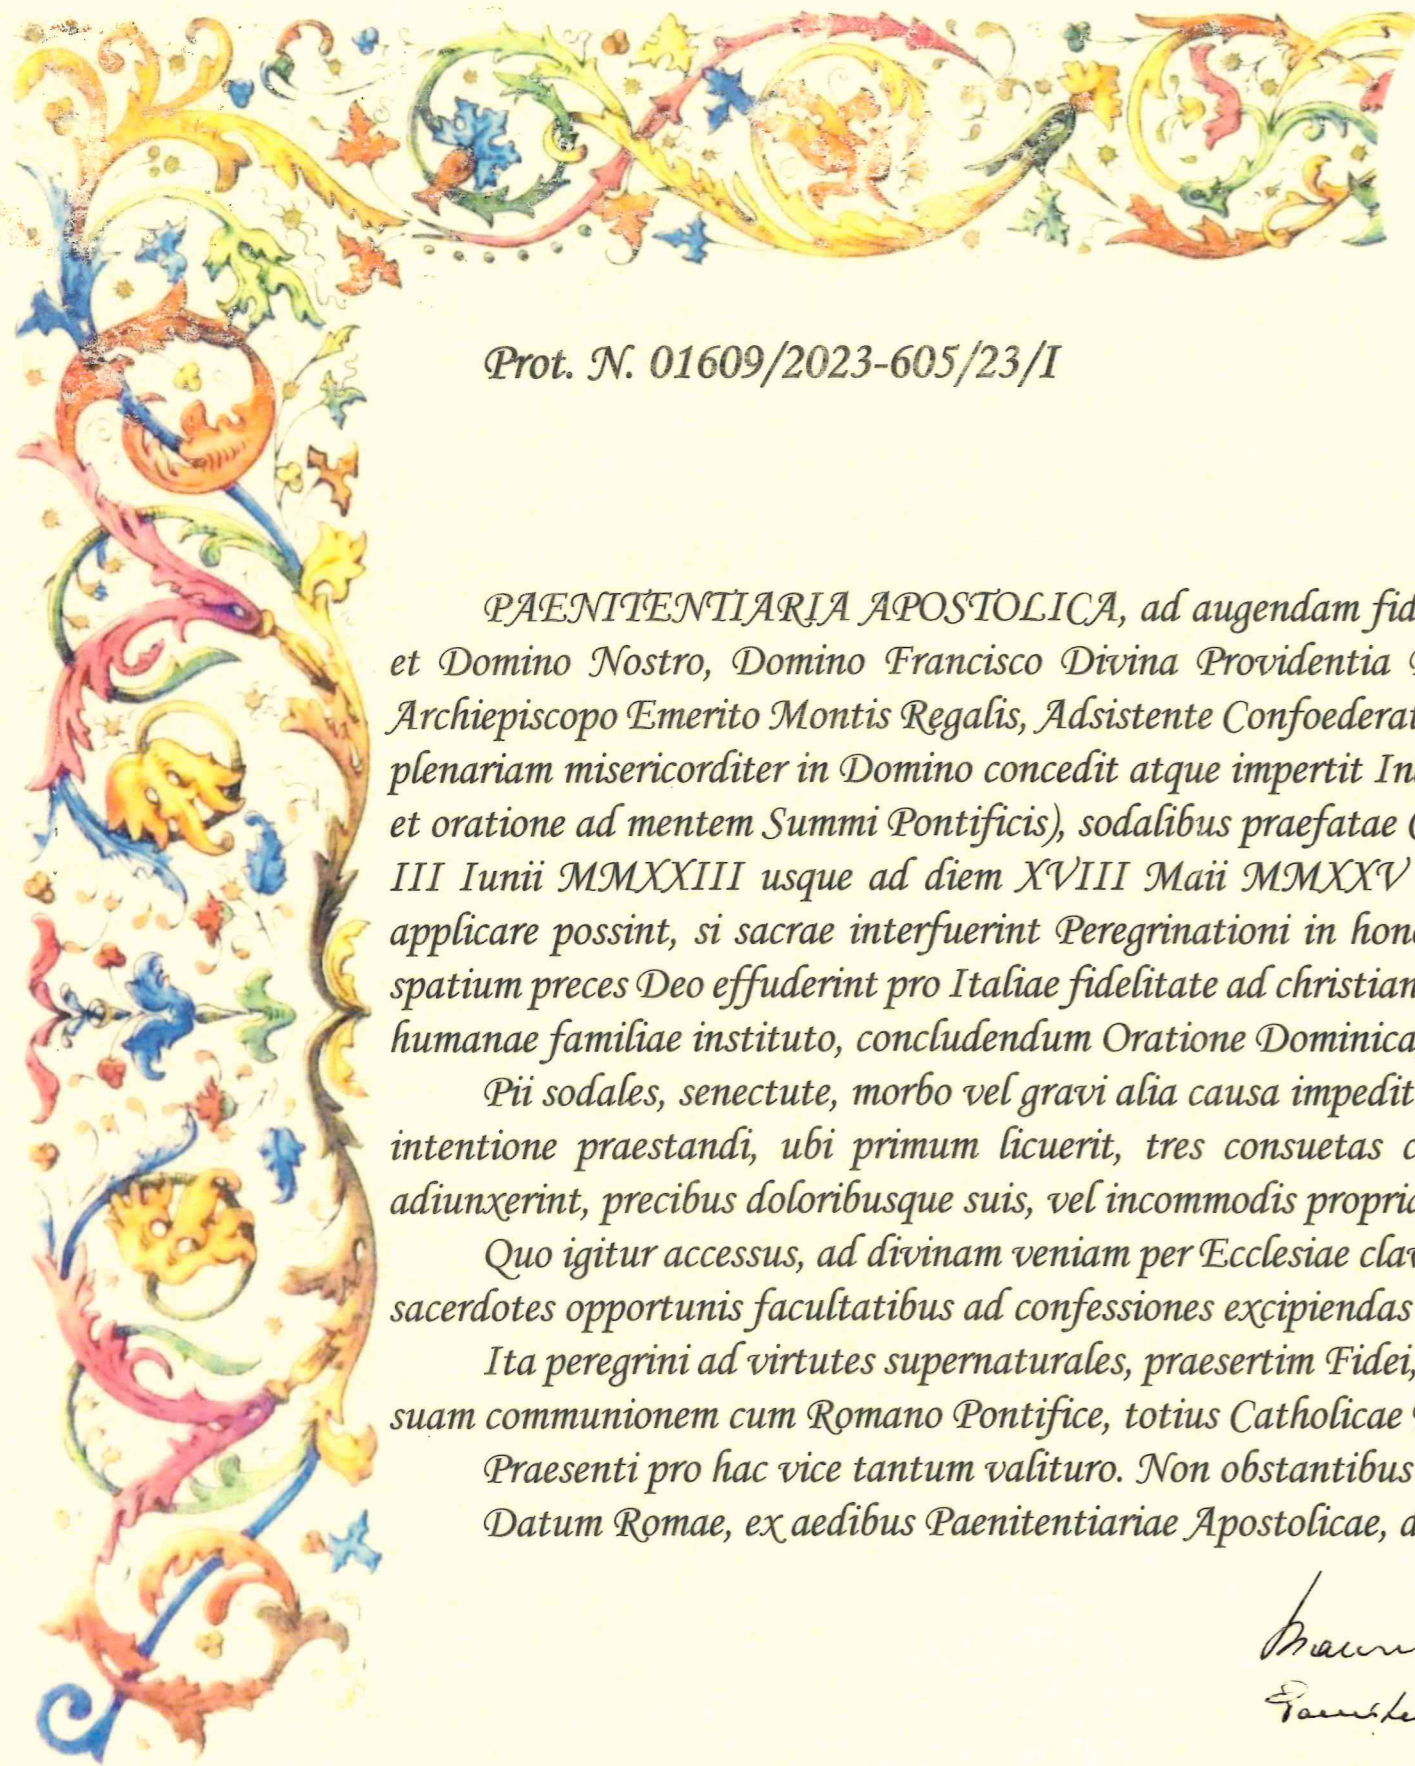 Prot. N. 01609/2023-605/23/I
PAENITENTIARIA APOSTOLICA, ad augendam fid
et Domino Nostro, Domino Francisco Divina Providentia
Archiepiscopo Emerito Montis Regalis, Adsistente Confoederat
plenariam misericorditer in Domino concedit atque impertit In
et oratione ad mentem Summi Pontificis), sodalibus praefatae
III Iunii MMXXIII usque ad diem XVIII Maii MMXXV
applicare possint, si sacrae interfuerint Peregrinationi in hon
spatium preces Deo effuderint pro Italiae fidelitate ad christian
humanae familiae instituto, concludendum Oratione Dominica
Pii sodales, senectute, morbo vel gravi alia causa impedit
intentione praestandi, ubi primum licuerit, tres consuetas c
adiunxerint, precibus doloribusque suis, vel incommodis propri
Quo igitur accessus, ad divinam veniam per Ecclesiae clav
sacerdotes opportunis facultatibus ad confessiones excipiendas
Ita peregrini ad virtutes supernaturales, praesertim Fidei,
suam communionem cum Romano Pontifice, totius Catholicae
Praesenti pro hac vice tantum valituro. Non obstantibus
Datum Romae, ex aedibus Paenitentiariae Apostolicae, d